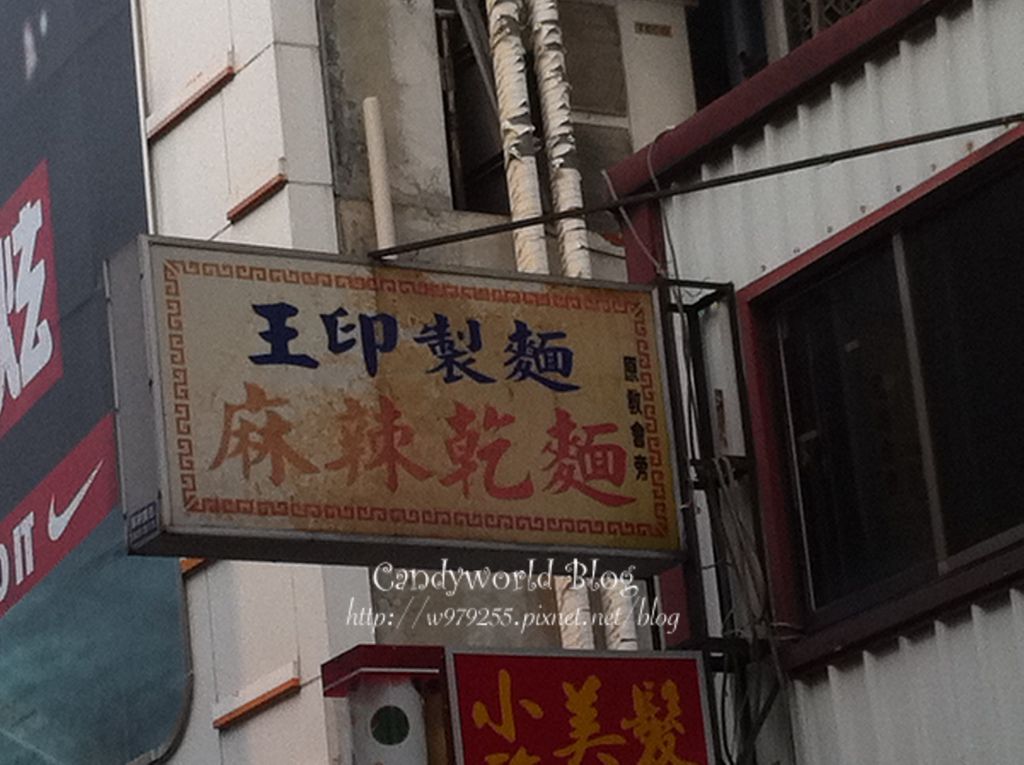 王印製麵
麻辣乾麵
原教會旁
Candyworld Blog
http://w979255.pixnet.net/blog
小美髮